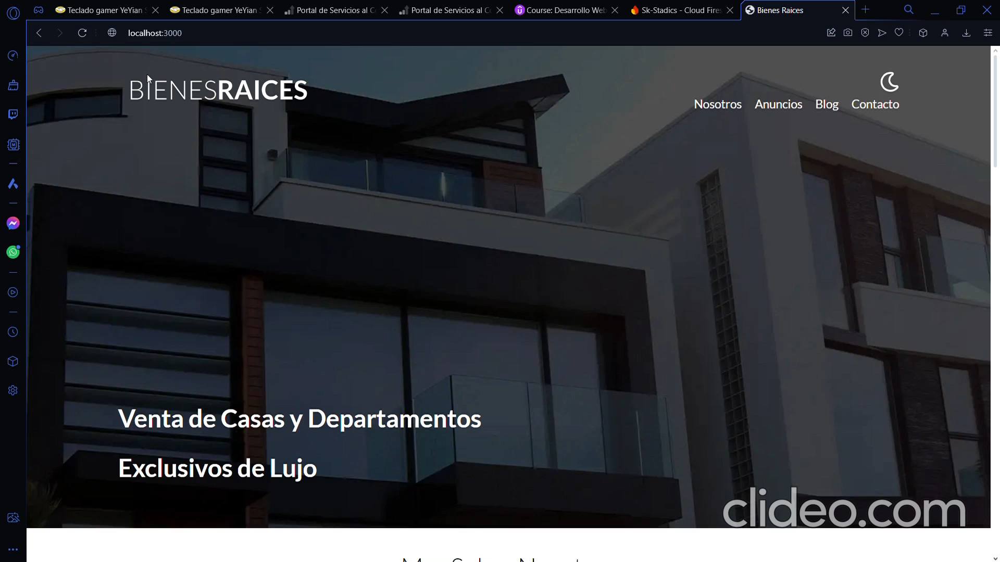 Teclado gamer YeYian
Teclado gamer YeYian
Portal de Servicios al
Portal de Servicios al
Course: Desarrollo Web
Sk-Stadics - Cloud Fires
Bienes Raices
localhost:3000
BIENESRAICES
Nosotros Anuncios Blog Contacto
Venta de Casas y Departamentos
Exclusivos de Lujo
clideo.com